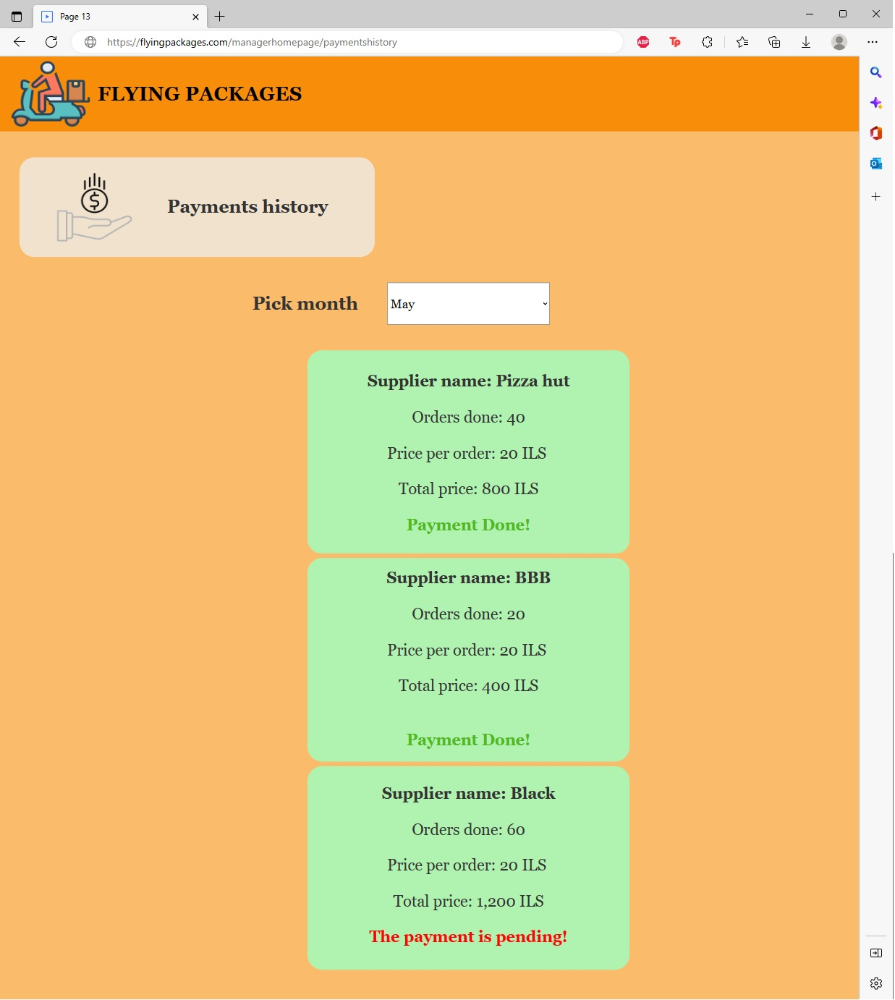 Page 13
https://flyingpackages.com/managerhomepage/paymentshistory
ABP
Tp
FLYING PACKAGES
$
Payments history
Pick month
May
Supplier name: Pizza hut
Orders done: 40
Price per order: 20 ILS
Total price: 800 ILS
Payment Done!
Supplier name: BBB
Orders done: 20
Price per order: 20 ILS
Total price: 400 ILS
Payment Done!
Supplier name: Black
Orders done: 60
Price per order: 20 ILS
Total price: 1,200 ILS
The payment is pending!